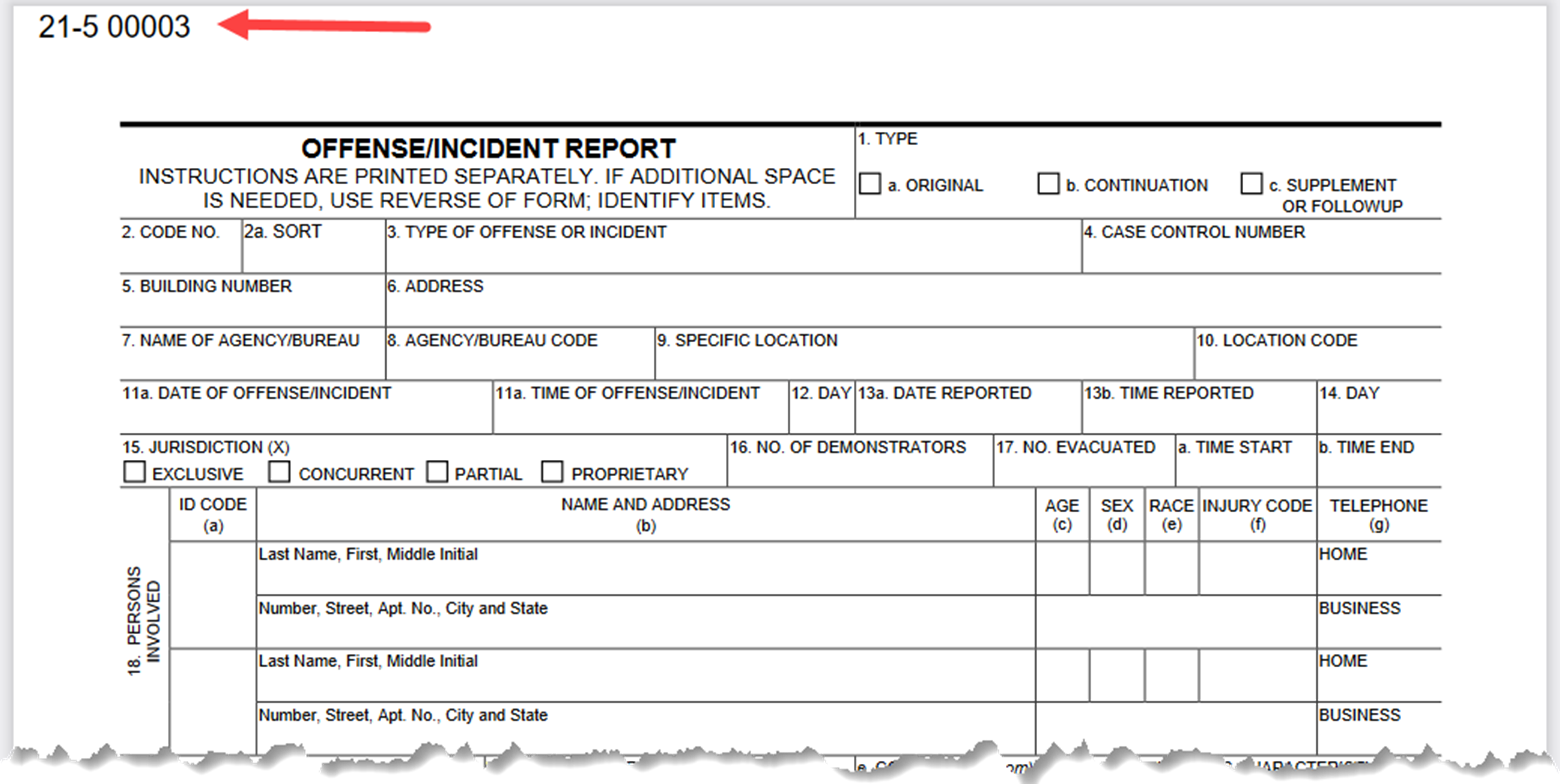 21-5 00003
OFFENSE/INCIDENT REPORT
INSTRUCTIONS ARE PRINTED SEPARATELY. IF ADDITIONAL SPACE
IS NEEDED, USE REVERSE OF FORM; IDENTIFY ITEMS.
1. TYPE
a. ORIGINAL
b. CONTINUATION
c. SUPPLEMENT
OR FOLLOWUP
2. CODE NO.
2a. SORT
3. TYPE OF OFFENSE OR INCIDENT
4. CASE CONTROL NUMBER
5. BUILDING NUMBER
6. ADDRESS
7. NAME OF AGENCY/BUREAU
8. AGENCY/BUREAU CODE
9. SPECIFIC LOCATION
10. LOCATION CODE
11a. DATE OF OFFENSE/INCIDENT
11a. TIME OF OFFENSE/INCIDENT
12. DAY
13a. DATE REPORTED
13b. TIME REPORTED
14. DAY
15. JURISDICTION (X)
EXCLUSIVE
CONCURRENT
PARTIAL
PROPRIETARY
16. NO. OF DEMONSTRATORS
17. NO. EVACUATED
a. TIME START
b. TIME END
18. PERSONS
INVOLVED
ID CODE
(a)
NAME AND ADDRESS
(b)
AGE
(c)
SEX
(d)
RACE
(e)
INJURY CODE
(f)
TELEPHONE
(g)
Last Name, First, Middle Initial
HOME
Number, Street, Apt. No., City and State
BUSINESS
Last Name, First, Middle Initial
HOME
Number, Street, Apt. No., City and State
BUSINESS